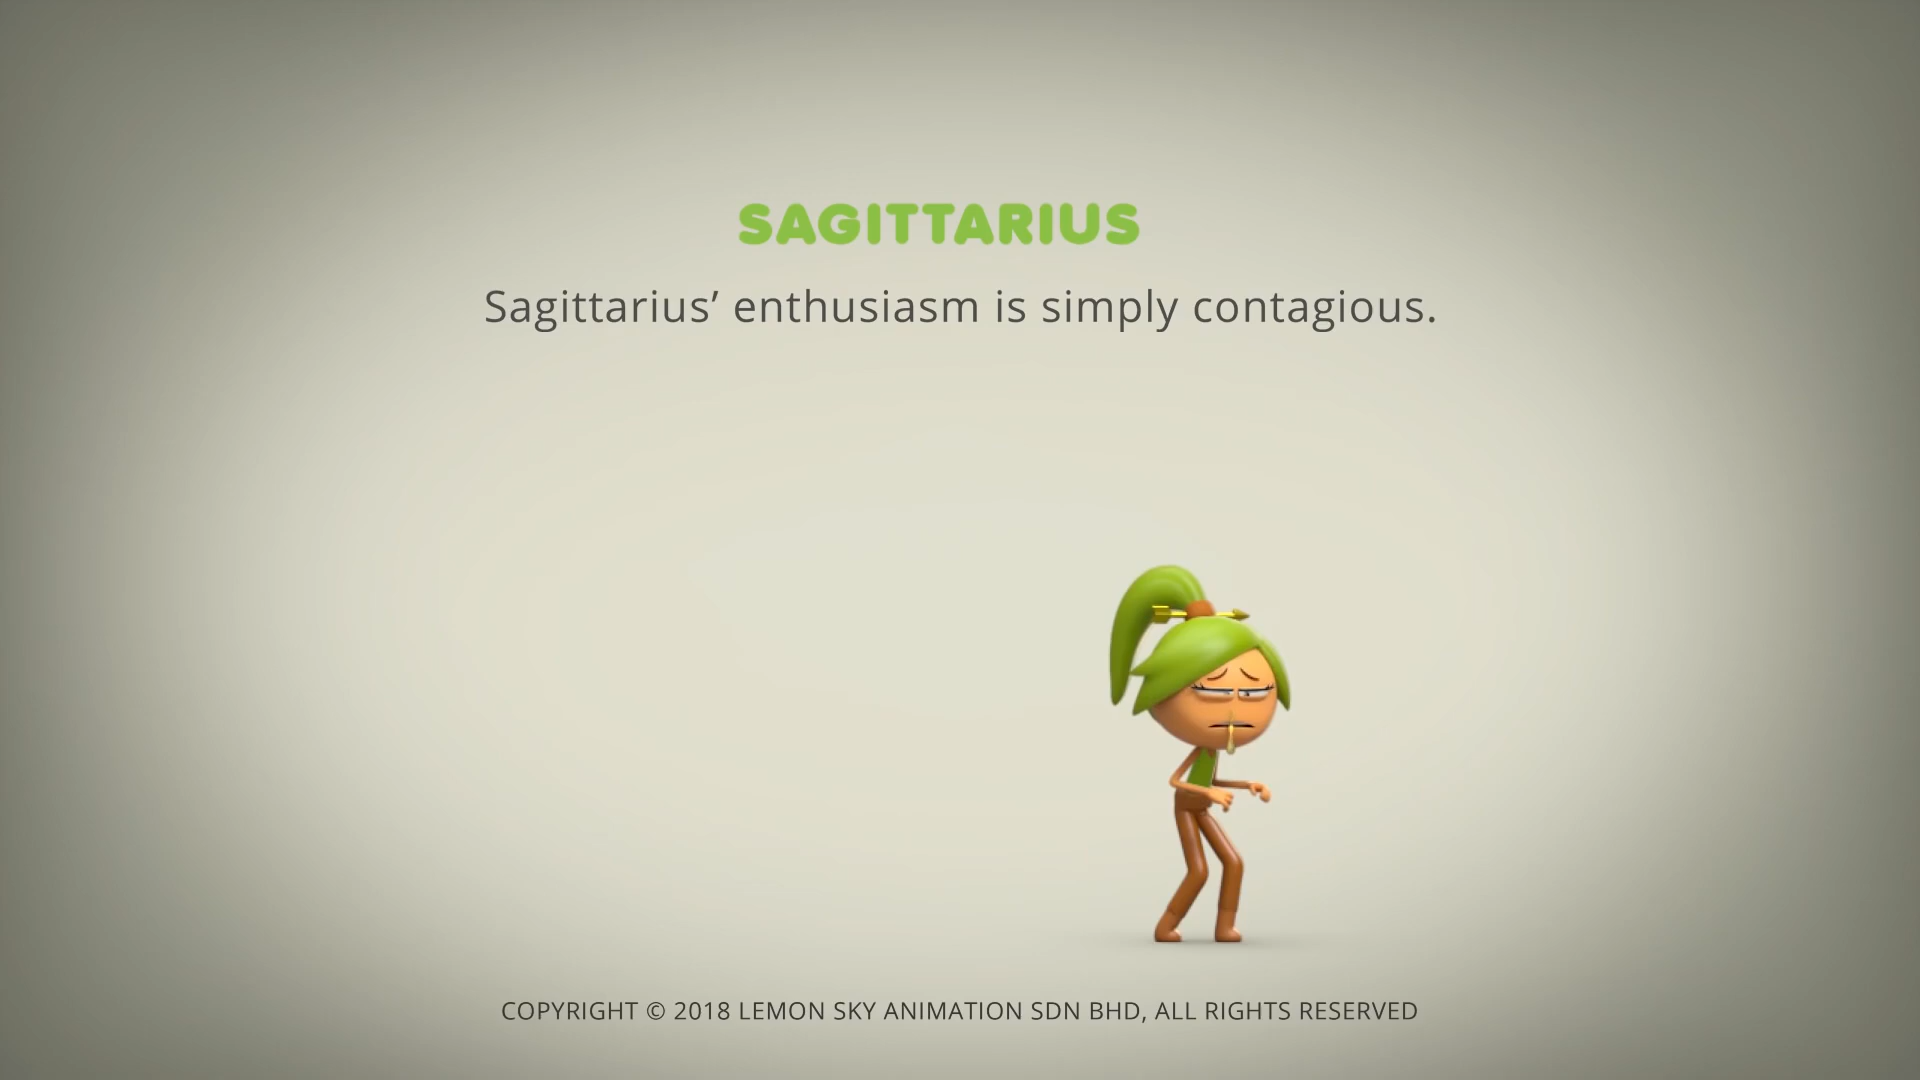 SAGITTARIUS
Sagittarius’ enthusiasm is simply contagious.
COPYRIGHT © 2018 LEMON SKY ANIMATION SDN BHD, ALL RIGHTS RESERVED